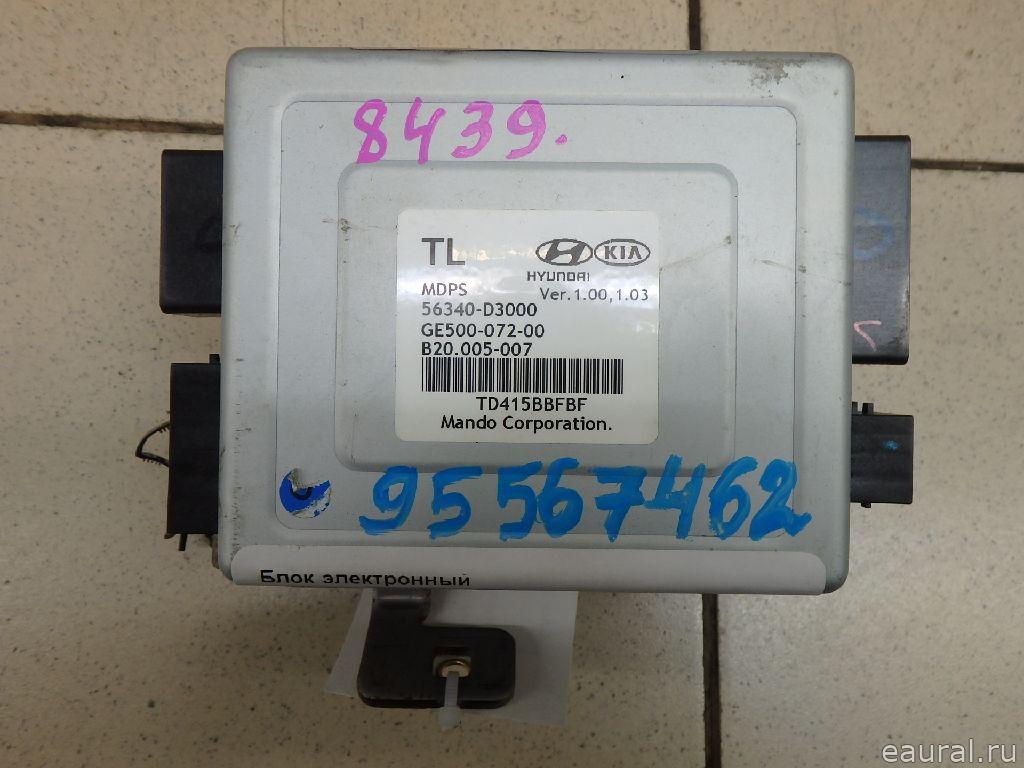 8439.
TL
HYUNDAI KIA
MDPS Ver.1.00,1.03
56340-D3000
GE500-072-00
B20.005-007
TD415BBFBF
Mando Corporation.
95567462
Блок электронный
eaural.ru